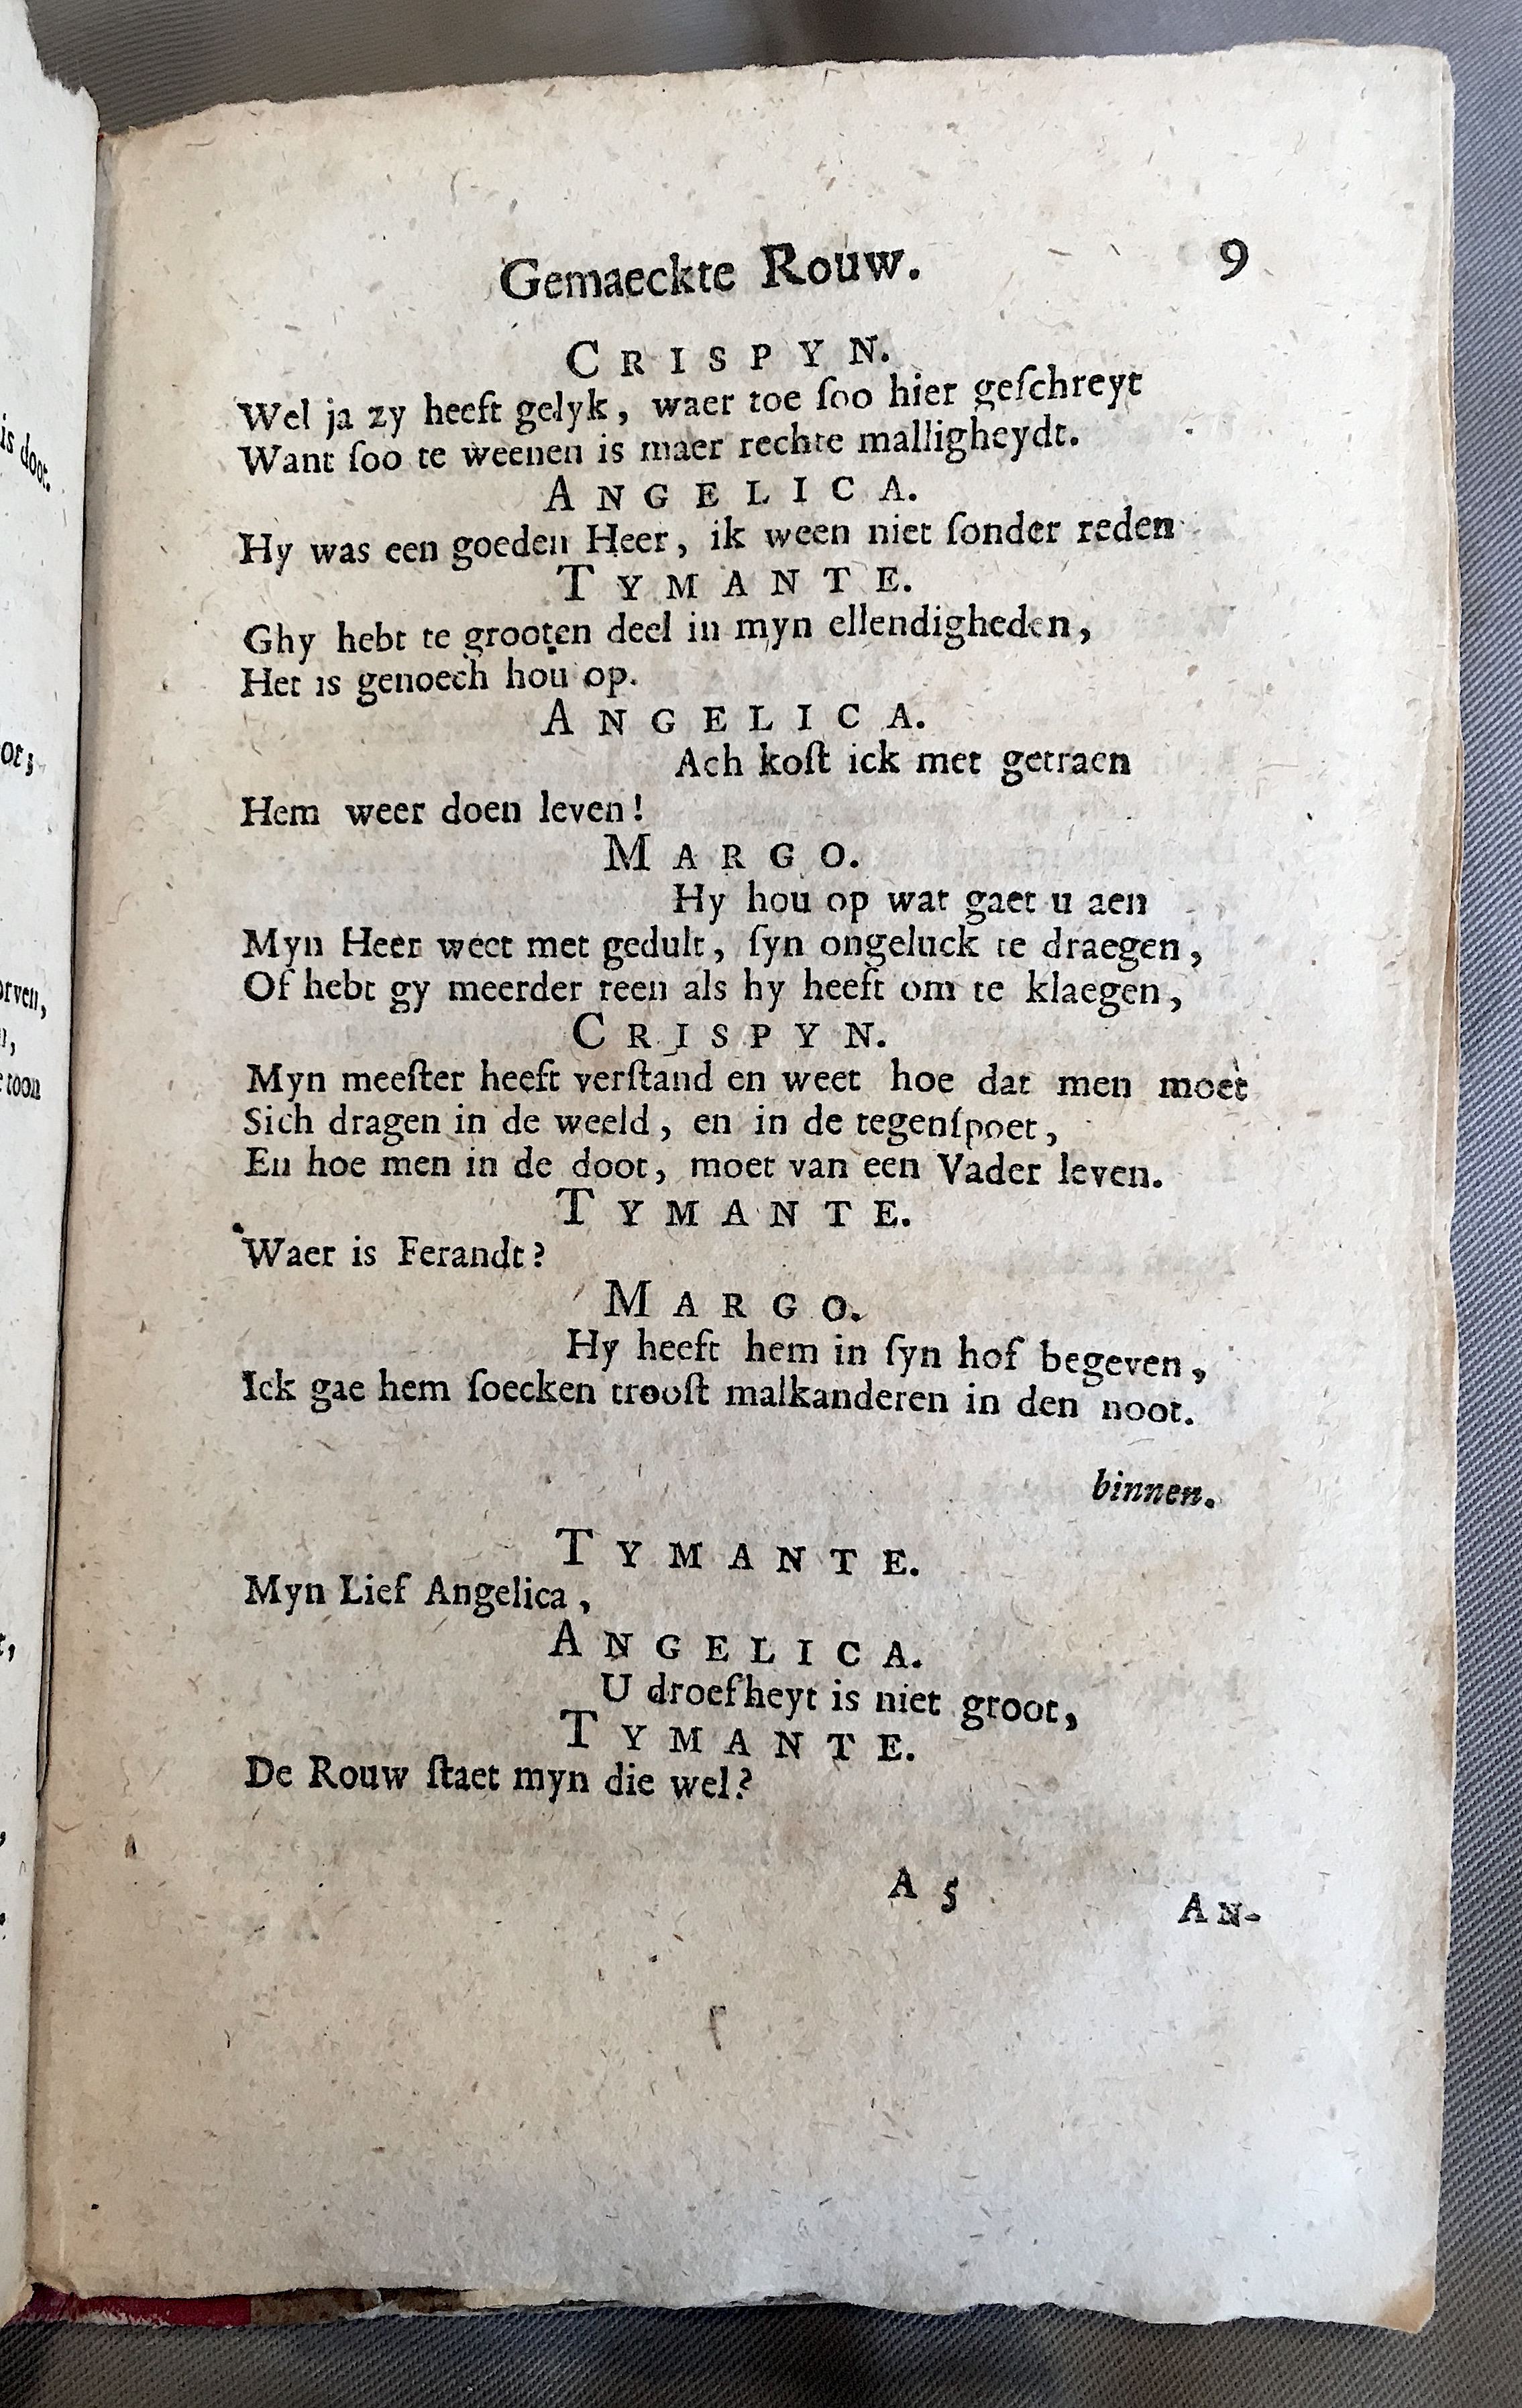 Gemaeckte Rouw. 9
CRISPYN.
Wel ja zy heeft gelyk, waer toe ſoo hier geſchreyt
Want ſoo te weenen is maer rechte malligheydt.
ANGELICA.
Hy was een goeden Heer, ik ween niet ſonder reden
TYMANTE.
Ghy hebt te grooten deel in myn ellendigheden,
Het is genoech hou op.
ANGELICA.
Ach koſt ick met getraen
Hem weer doen leven!
MARGO.
Hy hou op wat gaet u aen
Myn Heer weet met gedult, ſyn ongeluck te draegen,
Of hebt gy meerder reen als hy heeft om te klaegen,
CRISPYN.
Myn meeſter heeft verſtand en weet hoe dat men moet
Sich dragen in de weeld, en in de tegenſpoet,
En hoe men in de doot, moet van een Vader leven.
TYMANTE.
Waer is Ferandt?
MARGO.
Hy heeft hem in ſyn hof begeven,
Ick gae hem ſoecken trooſt malkanderen in den noot.
binnen.
TYMANTE.
Myn Lief Angelica,
ANGELICA.
U droefheyt is niet groot,
TYMANTE.
De Rouw ſtaet myn die wel?
A 5
AN-
is doot.
ot;
orven,
toon